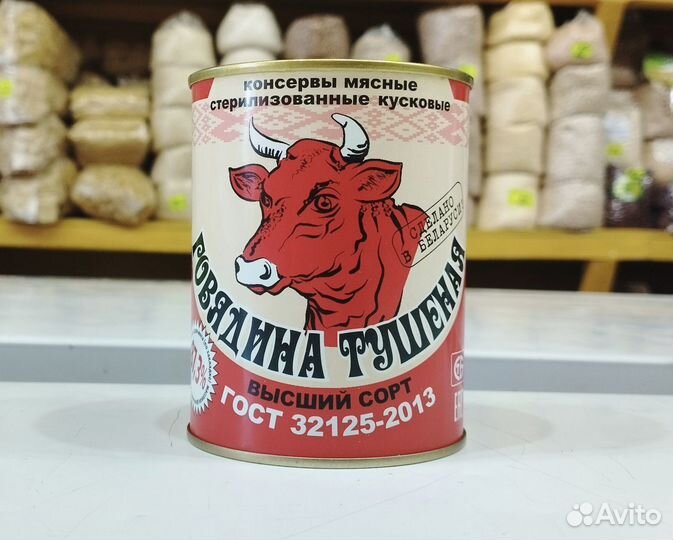 консервы мясные
стерилизованные кусковые
СДЕЛАНО
В БЕЛАРУСИ
ГОВЯДИНА ТУШЕНАЯ
ВЫСШИЙ СОРТ
ГОСТ 32125-2013
Avito